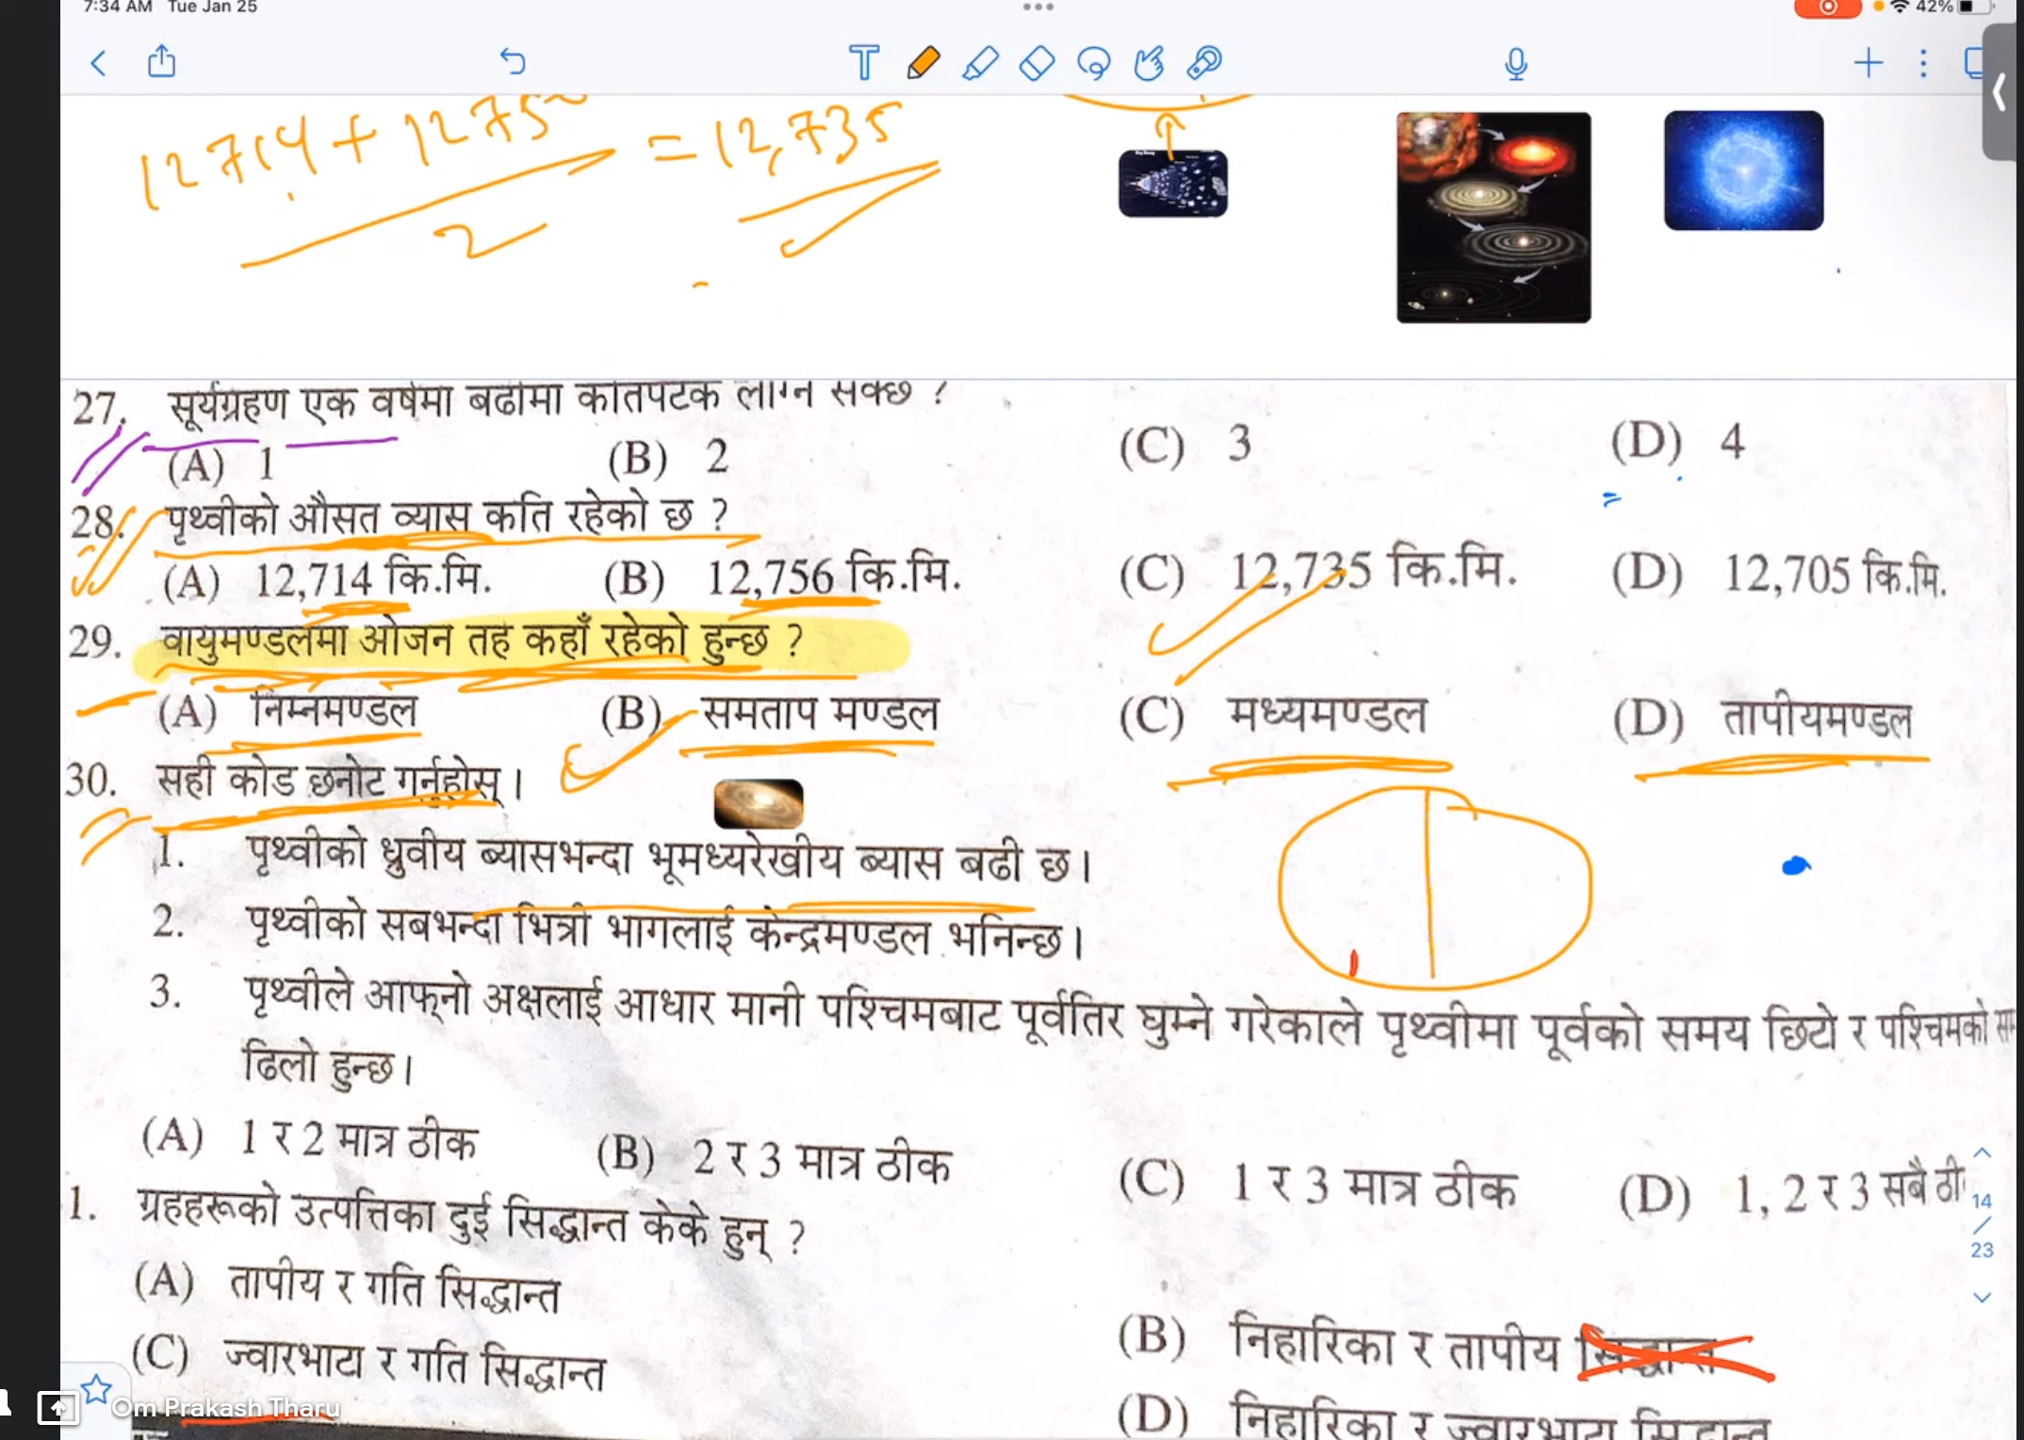 7:34 AM Tue Jan 25
42%
12714 + 1275
= 12,735
2
27. सूर्यग्रहण एक वर्षमा बढीमा कतिपटक लाग्न सक्छ ?
(A) 1 (B) 2 (C) 3 (D) 4
28. पृथ्वीको औसत व्यास कति रहेको छ ?
(A) 12,714 कि.मि. (B) 12,756 कि.मि. (C) 12,735 कि.मि. (D) 12,705 कि.मि.
29. वायुमण्डलमा ओजन तह कहाँ रहेको हुन्छ ?
(A) निम्नमण्डल (B) समताप मण्डल (C) मध्यमण्डल (D) तापीयमण्डल
30. सही कोड छनोट गर्नुहोस् ।
1. पृथ्वीको ध्रुवीय ब्यासभन्दा भूमध्यरेखीय ब्यास बढी छ ।
2. पृथ्वीको सबभन्दा भित्री भागलाई केन्द्रमण्डल भनिन्छ ।
3. पृथ्वीले आफ्नो अक्षलाई आधार मानी पश्चिमबाट पूर्वतिर घुम्ने गरेकाले पृथ्वीमा पूर्वको समय छिटो र पश्चिमको
ढिलो हुन्छ ।
(A) 1 र 2 मात्र ठीक (B) 2 र 3 मात्र ठीक (C) 1 र 3 मात्र ठीक (D) 1, 2 र 3 सबै ठी
14
/
23
1. ग्रहहरूको उत्पत्तिका दुई सिद्धान्त केके हुन् ?
(A) तापीय र गति सिद्धान्त
(B) निहारिका र तापीय सिद्धान्त
(C) ज्वारभाटा र गति सिद्धान्त
(D) निहारिका र ज्वारभाटा सिद्धान्त
Om Prakash Tharu